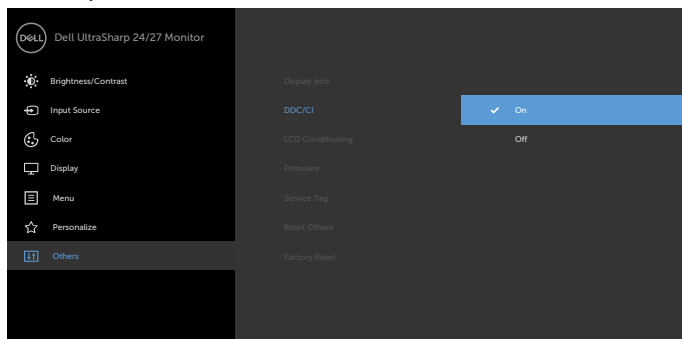 DELL Dell UltraSharp 24/27 Monitor
Brightness/Contrast
Display Info
Input Source
DDC/CI
On
Color
LCD Conditioning
Off
Display
Firmware
Menu
Service Tag
Personalize
Reset Others
Others
Factory Reset